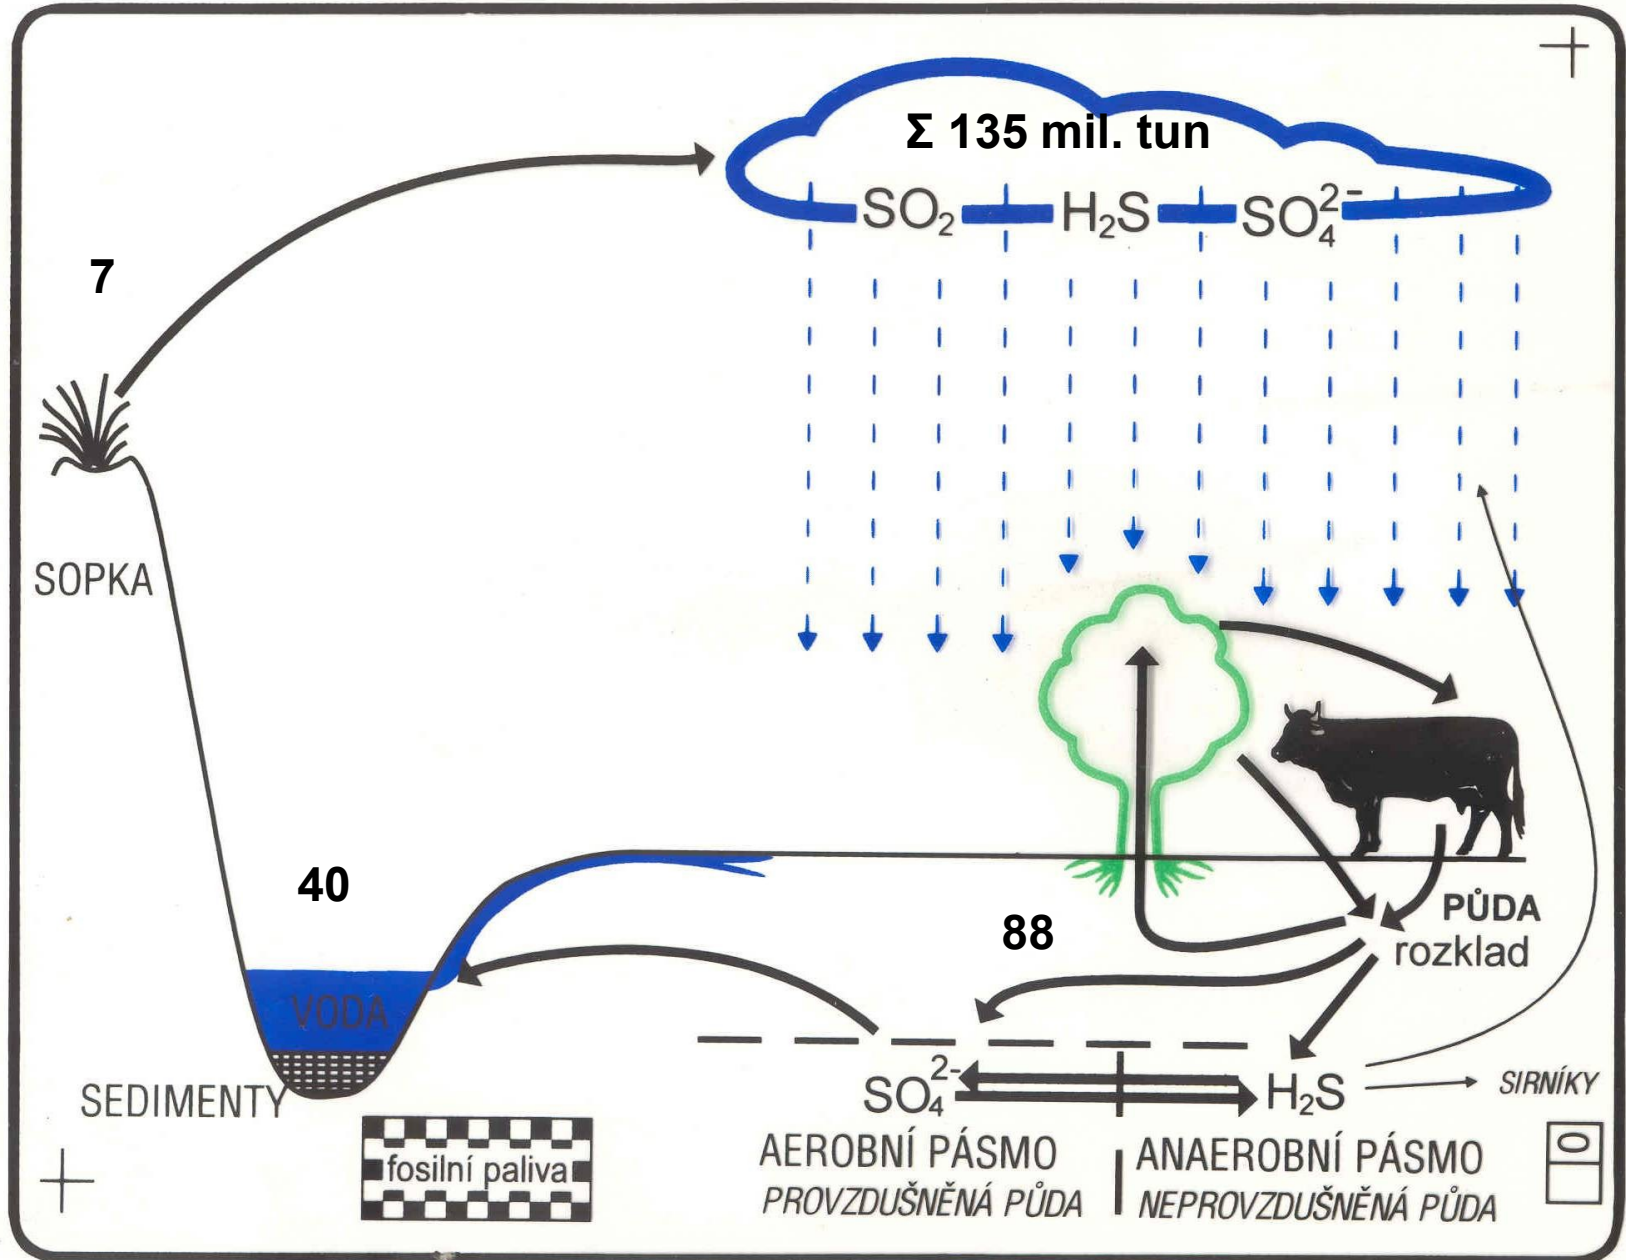 Σ 135 mil. tun
SO₂ H₂S SO₄²⁻
7
SOPKA
40
88
PŮDA
rozklad
VODA
SEDIMENTY
SO₄²⁻ H₂S SIRNÍKY
fosilní paliva
AEROBNÍ PÁSMO
PROVZDUŠNĚNÁ PŮDA
ANAEROBNÍ PÁSMO
NEPROVZDUŠNĚNÁ PŮDA
0